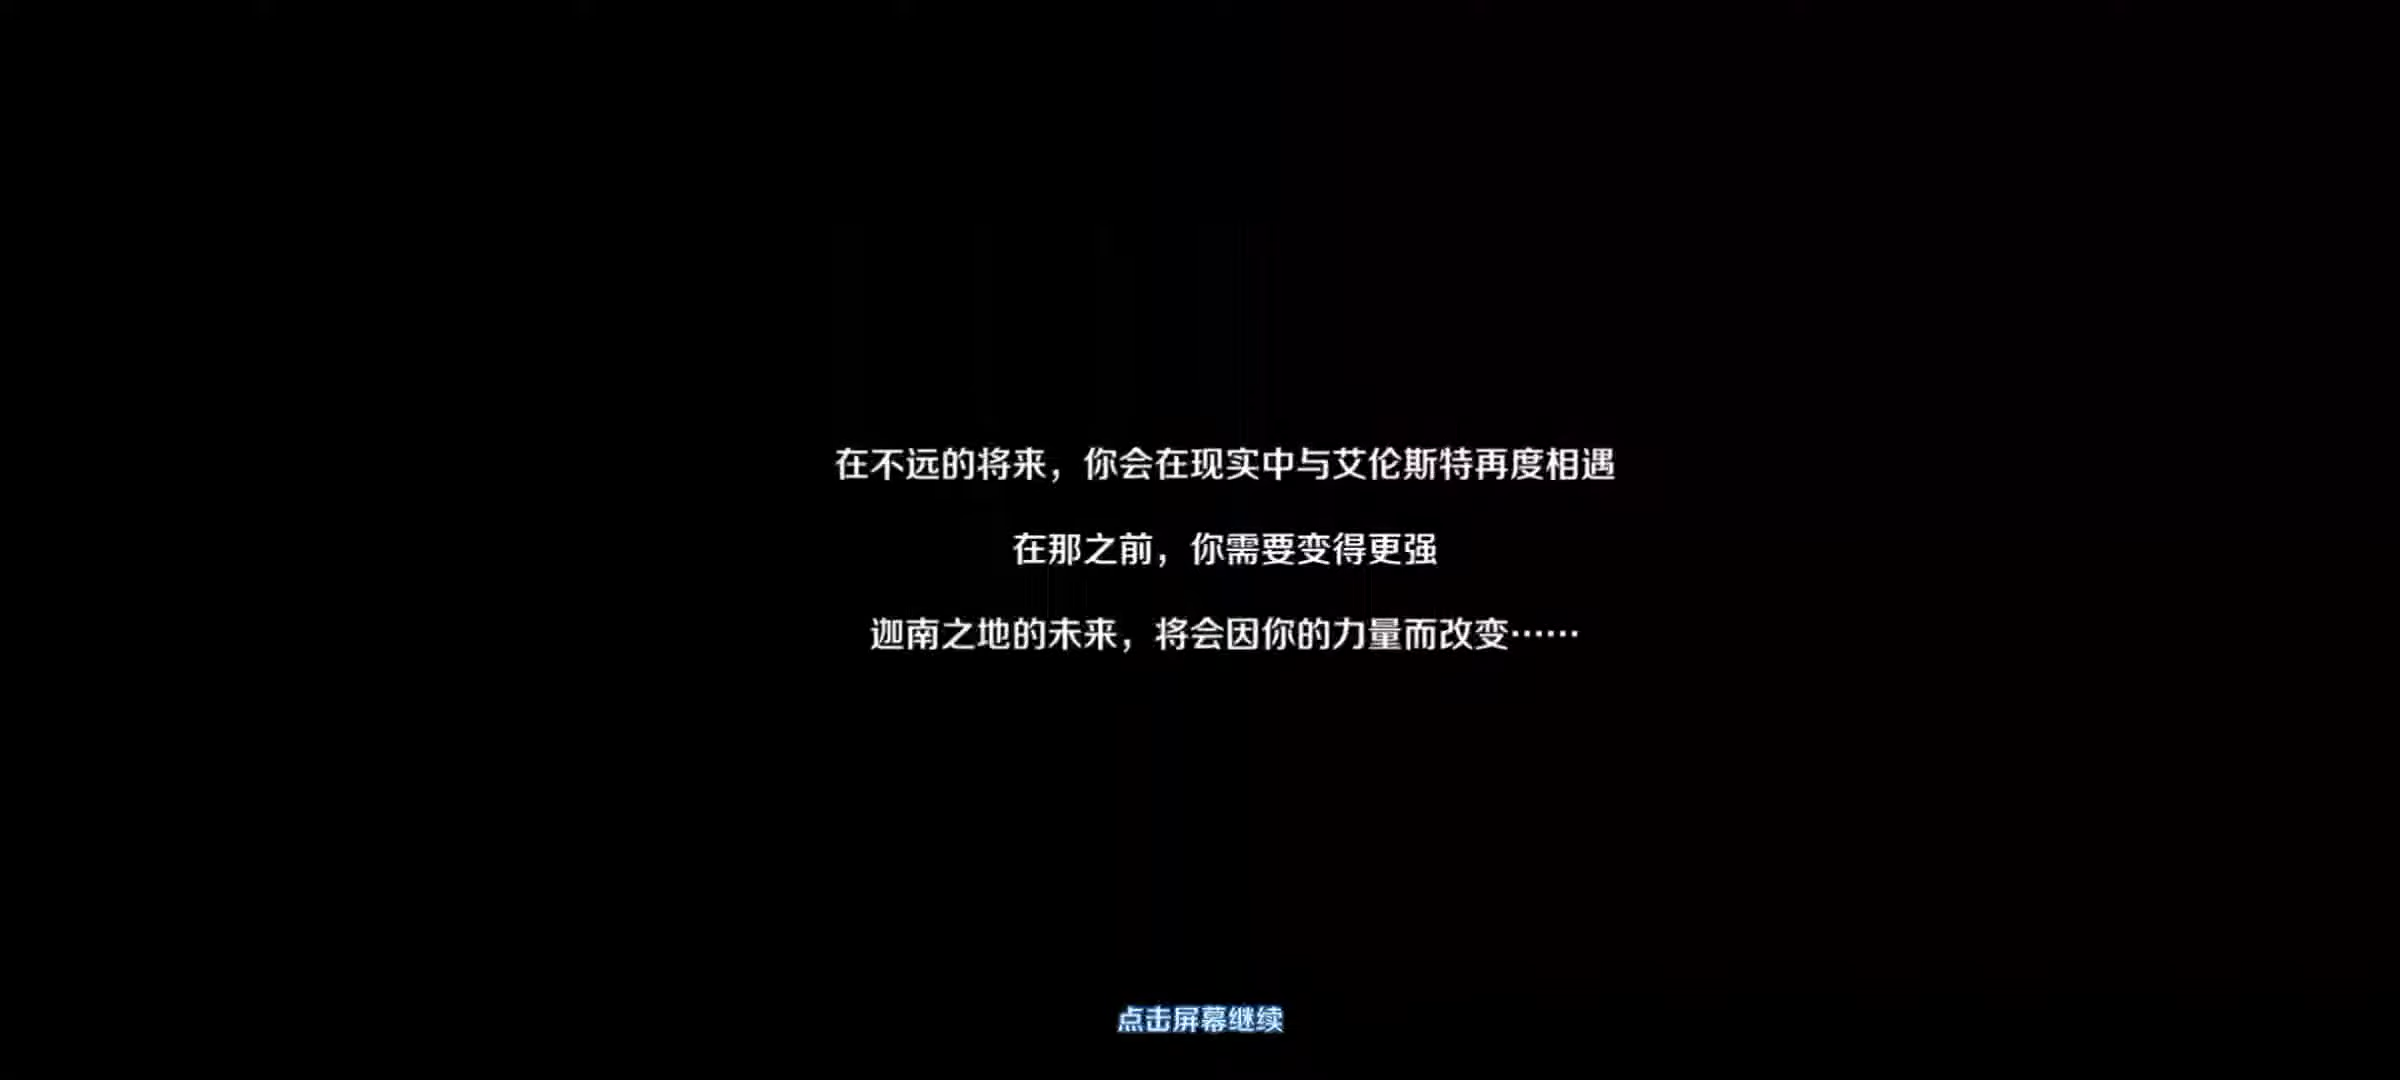 在不远的将来，你会在现实中与艾伦斯特再度相遇
在那之前，你需要变得更强
迦南之地的未来，将会因你的力量而改变……
点击屏幕继续